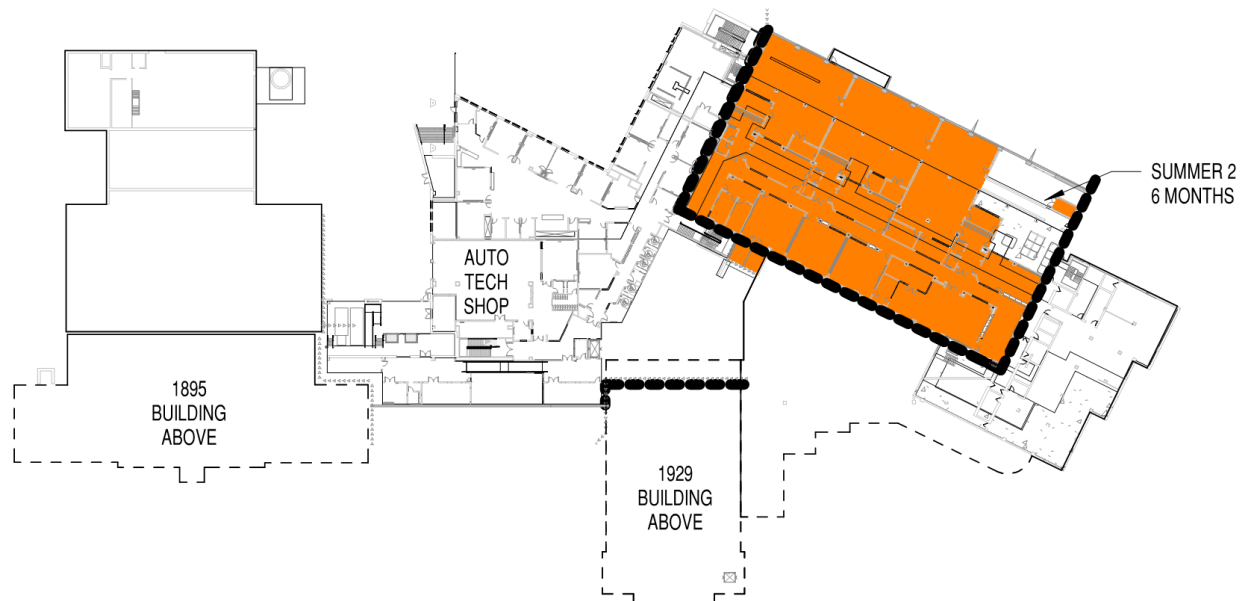 SUMMER 2
6 MONTHS
AUTO
TECH
SHOP
1895
BUILDING
ABOVE
1929
BUILDING
ABOVE